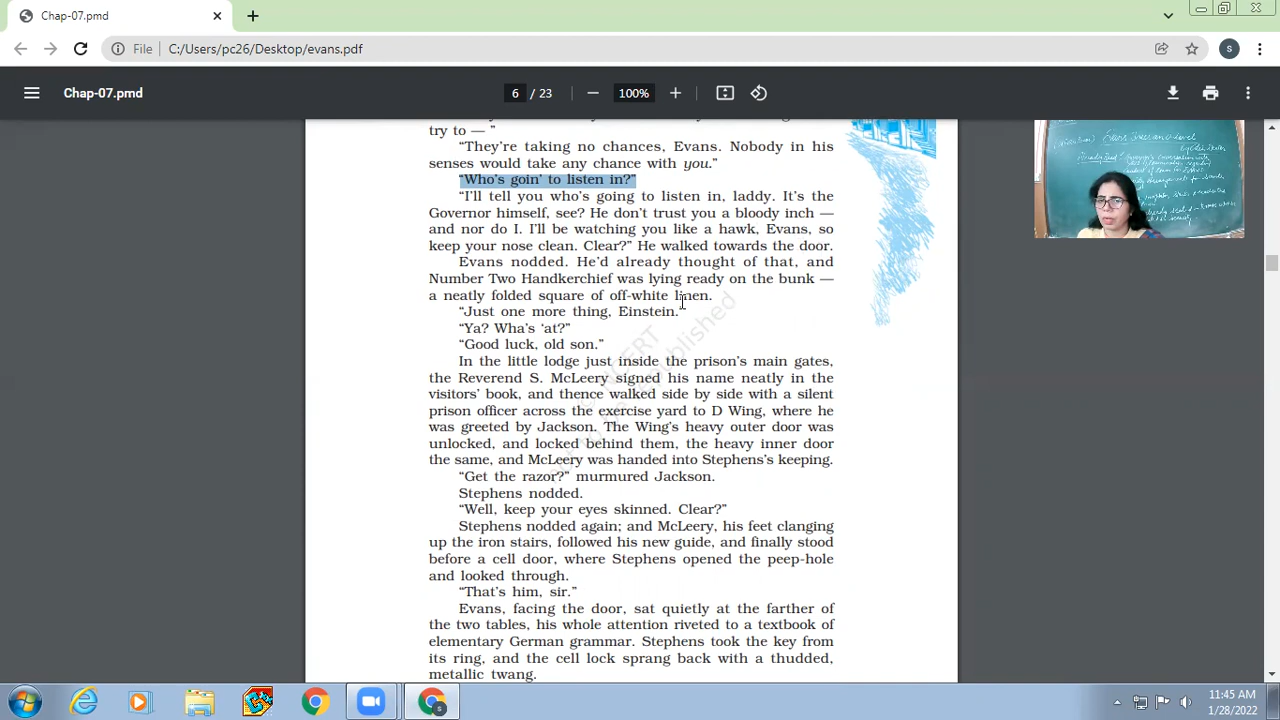 Chap-07.pmd
File C:/Users/pc26/Desktop/evans.pdf
S
Chap-07.pmd
6 / 23
100%
try to — ”
“They’re taking no chances, Evans. Nobody in his
senses would take any chance with you.”
“Who’s goin’ to listen in?”
“I’ll tell you who’s going to listen in, laddy. It’s the
Governor himself, see? He don’t trust you a bloody inch —
and nor do I. I’ll be watching you like a hawk, Evans, so
keep your nose clean. Clear?” He walked towards the door.
Evans nodded. He’d already thought of that, and
Number Two Handkerchief was lying ready on the bunk —
a neatly folded square of off-white linen.
“Just one more thing, Einstein.”
“Ya? Wha’s ‘at?”
“Good luck, old son.”
In the little lodge just inside the prison’s main gates,
the Reverend S. McLeery signed his name neatly in the
visitors’ book, and thence walked side by side with a silent
prison officer across the exercise yard to D Wing, where he
was greeted by Jackson. The Wing’s heavy outer door was
unlocked, and locked behind them, the heavy inner door
the same, and McLeery was handed into Stephens’s keeping.
“Get the razor?” murmured Jackson.
Stephens nodded.
“Well, keep your eyes skinned. Clear?”
Stephens nodded again; and McLeery, his feet clanging
up the iron stairs, followed his new guide, and finally stood
before a cell door, where Stephens opened the peep-hole
and looked through.
“That’s him, sir.”
Evans, facing the door, sat quietly at the farther of
the two tables, his whole attention riveted to a textbook of
elementary German grammar. Stephens took the key from
its ring, and the cell lock sprang back with a thudded,
metallic twang.
11:45 AM
1/28/2022